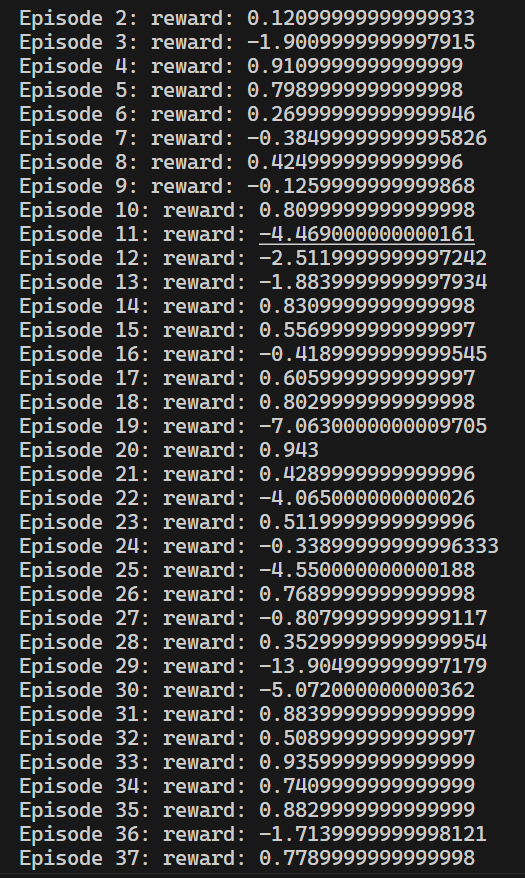 Episode 2: reward: 0.12099999999999933
Episode 3: reward: -1.9009999999997915
Episode 4: reward: 0.9109999999999999
Episode 5: reward: 0.7989999999999998
Episode 6: reward: 0.26999999999999946
Episode 7: reward: -0.38499999999995826
Episode 8: reward: 0.4249999999999996
Episode 9: reward: -0.1259999999999868
Episode 10: reward: 0.8099999999999998
Episode 11: reward: -4.469000000000161
Episode 12: reward: -2.5119999999997242
Episode 13: reward: -1.8839999999997934
Episode 14: reward: 0.8309999999999998
Episode 15: reward: 0.5569999999999997
Episode 16: reward: -0.4189999999999545
Episode 17: reward: 0.6059999999999997
Episode 18: reward: 0.8029999999999998
Episode 19: reward: -7.0630000000009705
Episode 20: reward: 0.943
Episode 21: reward: 0.4289999999999996
Episode 22: reward: -4.065000000000026
Episode 23: reward: 0.5119999999999996
Episode 24: reward: -0.33899999999996333
Episode 25: reward: -4.550000000000188
Episode 26: reward: 0.7689999999999998
Episode 27: reward: -0.8079999999999117
Episode 28: reward: 0.35299999999999954
Episode 29: reward: -13.904999999997179
Episode 30: reward: -5.072000000000362
Episode 31: reward: 0.8839999999999999
Episode 32: reward: 0.5089999999999997
Episode 33: reward: 0.9359999999999999
Episode 34: reward: 0.7409999999999999
Episode 35: reward: 0.8829999999999999
Episode 36: reward: -1.7139999999998121
Episode 37: reward: 0.7789999999999998